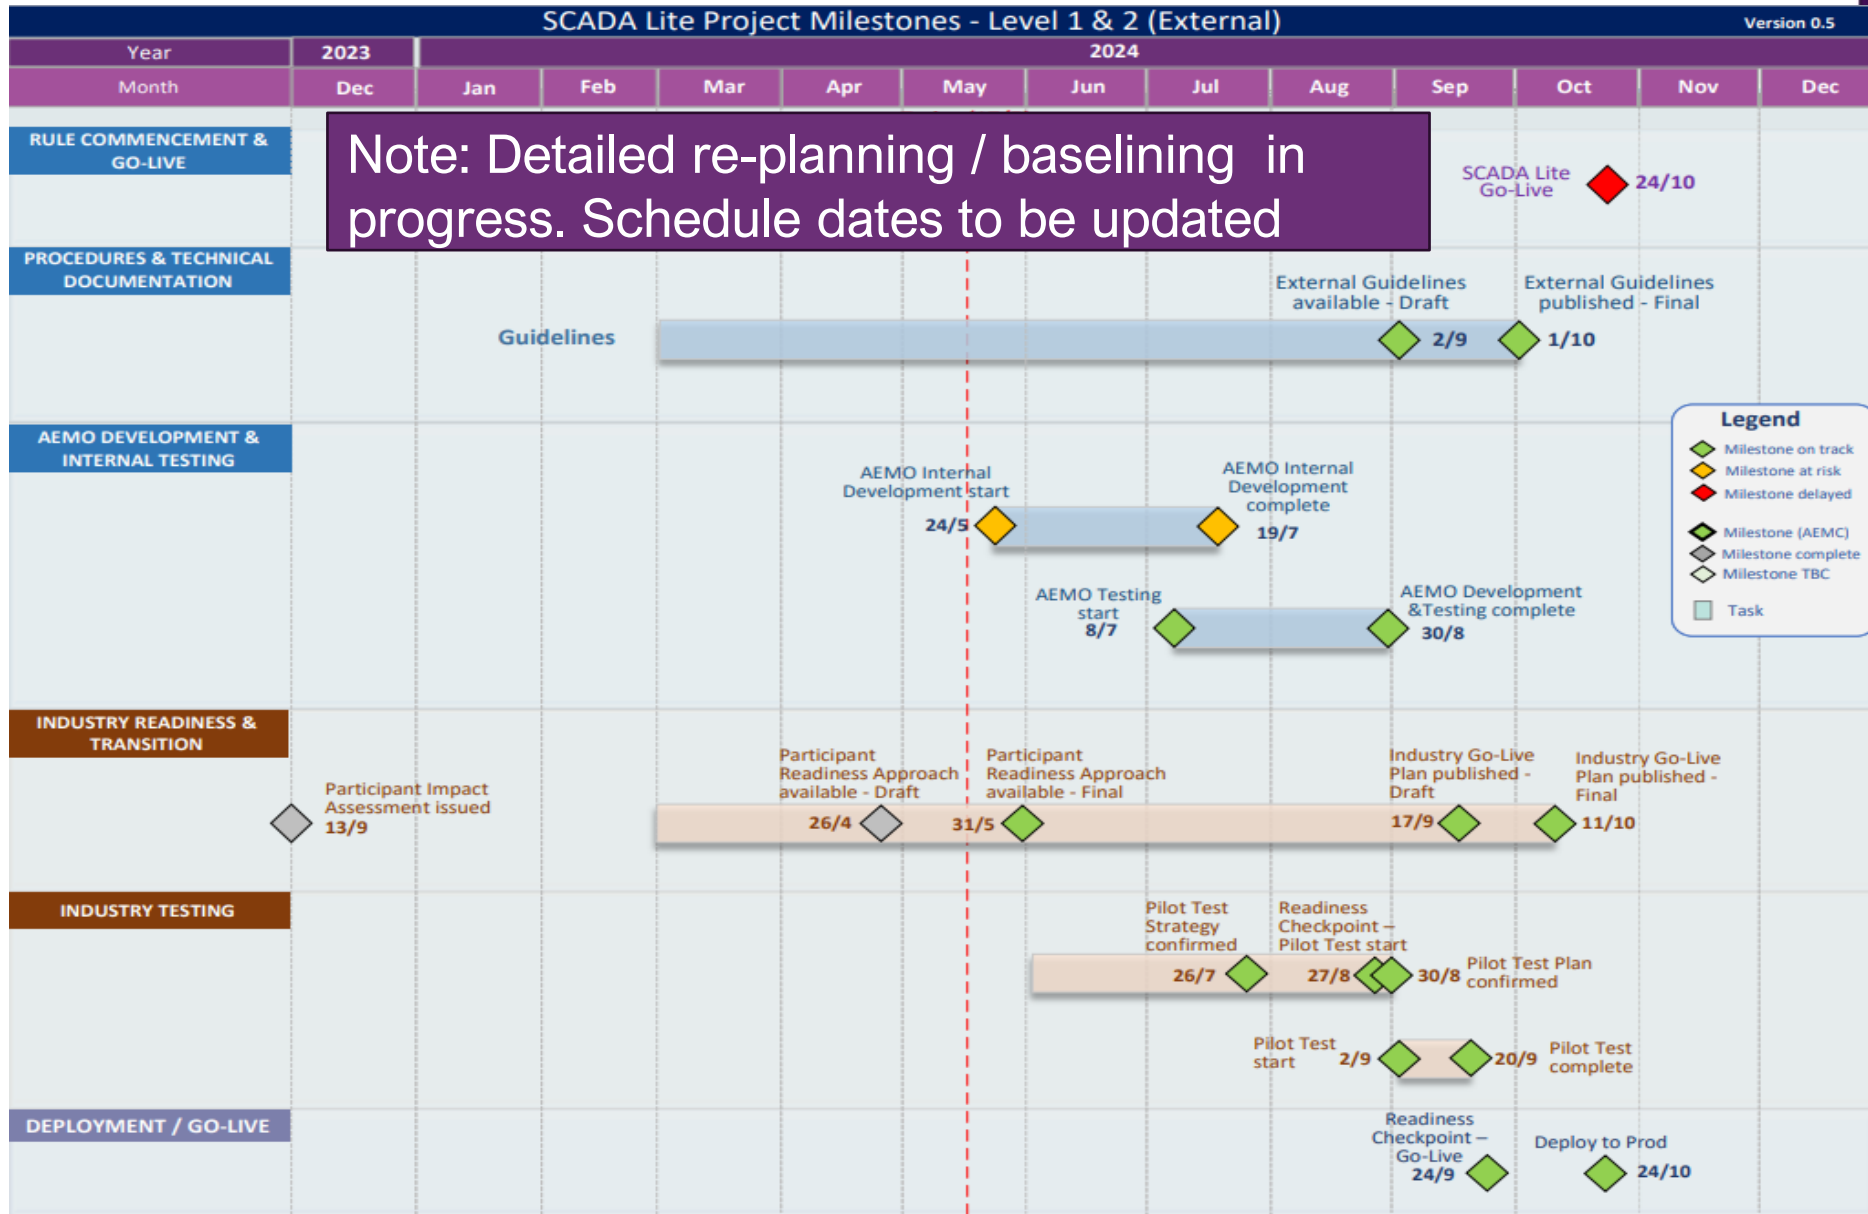 SCADA Lite Project Milestones - Level 1 & 2 (External)
Version 0.5
Year
2023
2024
Month
Dec
Jan
Feb
Mar
Apr
May
Jun
Jul
Aug
Sep
Oct
Nov
Dec
RULE COMMENCEMENT &
GO-LIVE
Note: Detailed re-planning / baselining in
progress. Schedule dates to be updated
SCADA Lite
Go-Live
24/10
PROCEDURES & TECHNICAL
DOCUMENTATION
Guidelines
External Guidelines
available - Draft
2/9
External Guidelines
published - Final
1/10
Legend
Milestone on track
Milestone at risk
Milestone delayed
Milestone (AEMC)
Milestone complete
Milestone TBC
Task
AEMO DEVELOPMENT &
INTERNAL TESTING
AEMO Internal
Development start
24/5
AEMO Internal
Development
complete
19/7
AEMO Testing
start
8/7
AEMO Development
&Testing complete
30/8
INDUSTRY READINESS &
TRANSITION
Participant Impact
Assessment issued
13/9
Participant
Readiness Approach
available - Draft
26/4
Participant
Readiness Approach
available - Final
31/5
Industry Go-Live
Plan published -
Draft
17/9
Industry Go-Live
Plan published -
Final
11/10
INDUSTRY TESTING
Pilot Test
Strategy
confirmed
26/7
Readiness
Checkpoint –
Pilot Test start
27/8
30/8
Pilot Test Plan
confirmed
Pilot Test
start
2/9
20/9
Pilot Test
complete
DEPLOYMENT / GO-LIVE
Readiness
Checkpoint –
Go-Live
24/9
Deploy to Prod
24/10